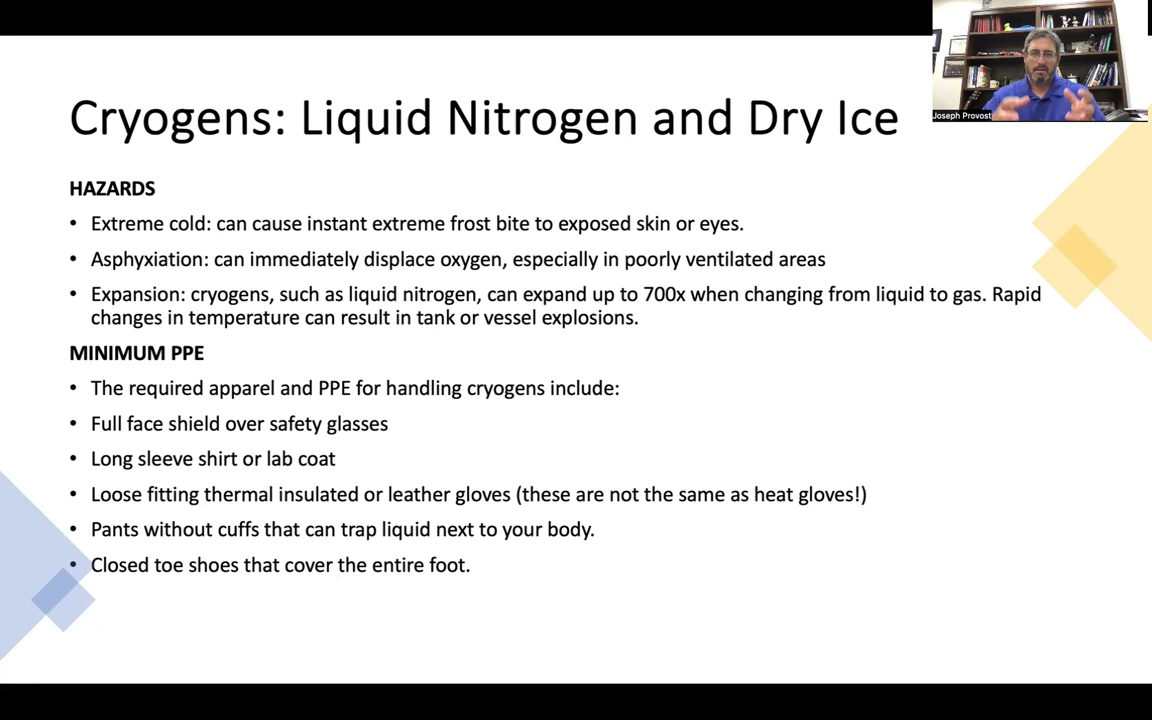 Cryogens: Liquid Nitrogen and Dry Ice
Joseph Provost
HAZARDS
• Extreme cold: can cause instant extreme frost bite to exposed skin or eyes.
• Asphyxiation: can immediately displace oxygen, especially in poorly ventilated areas
• Expansion: cryogens, such as liquid nitrogen, can expand up to 700x when changing from liquid to gas. Rapid
changes in temperature can result in tank or vessel explosions.
MINIMUM PPE
• The required apparel and PPE for handling cryogens include:
• Full face shield over safety glasses
• Long sleeve shirt or lab coat
• Loose fitting thermal insulated or leather gloves (these are not the same as heat gloves!)
• Pants without cuffs that can trap liquid next to your body.
• Closed toe shoes that cover the entire foot.